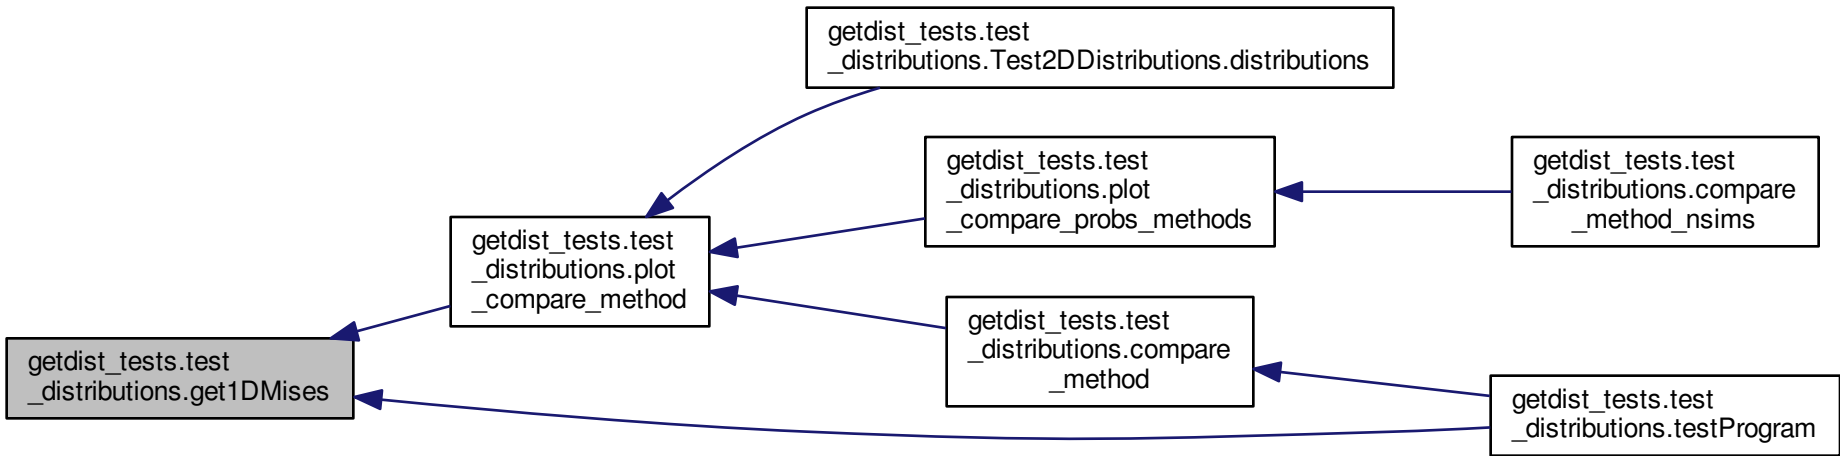 getdist_tests.test
_distributions.Test2DDistributions.distributions
getdist_tests.test
_distributions.plot
_compare_probs_methods
getdist_tests.test
_distributions.compare
_method_nsims
getdist_tests.test
_distributions.plot
_compare_method
getdist_tests.test
_distributions.compare
_method
getdist_tests.test
_distributions.get1DMises
getdist_tests.test
_distributions.testProgram